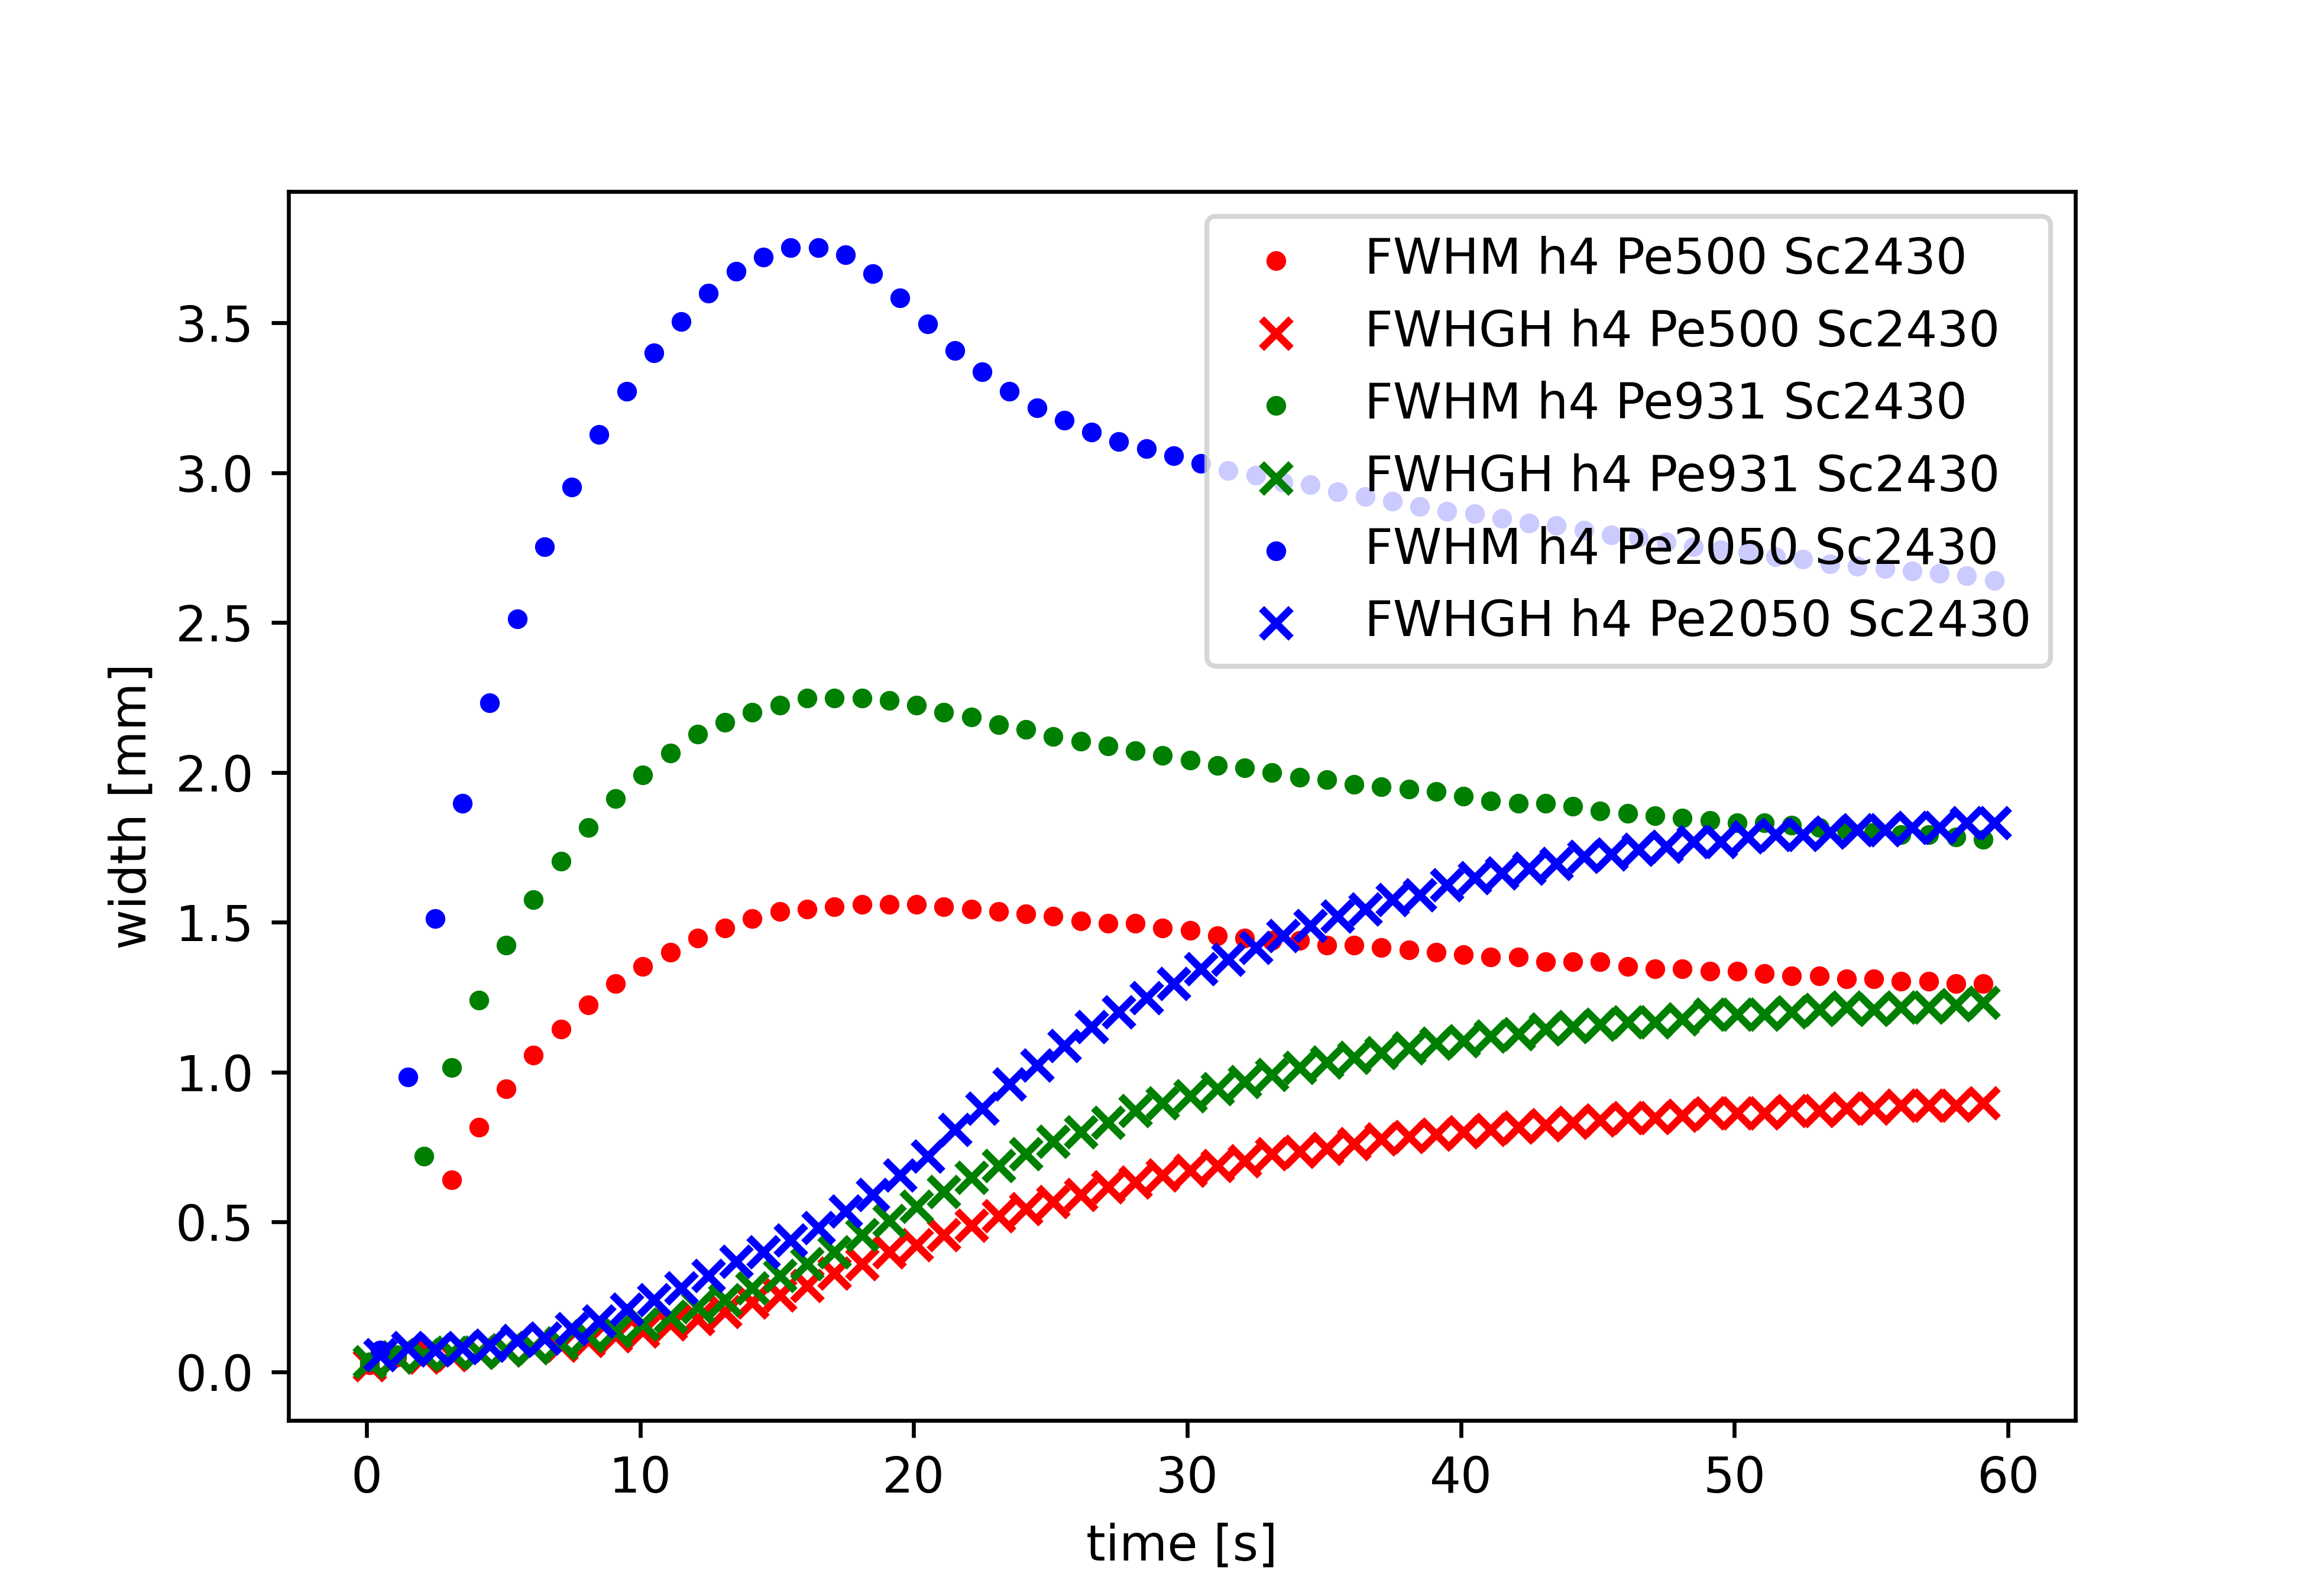 FWHM h4 Pe500 Sc2430
FWHGH h4 Pe500 Sc2430
FWHM h4 Pe931 Sc2430
FWHGH h4 Pe931 Sc2430
FWHM h4 Pe2050 Sc2430
FWHGH h4 Pe2050 Sc2430
3.5
3.0
2.5
2.0
1.5
1.0
0.5
0.0
width [mm]
0 10 20 30 40 50 60
time [s]